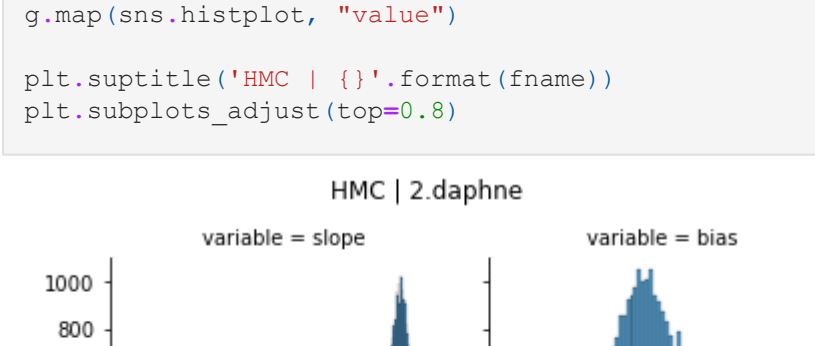 g.map(sns.histplot, "value")
plt.suptitle('HMC | {}'.format(fname))
plt.subplots_adjust(top=0.8)
HMC | 2.daphne
variable = slope
variable = bias
1000
800